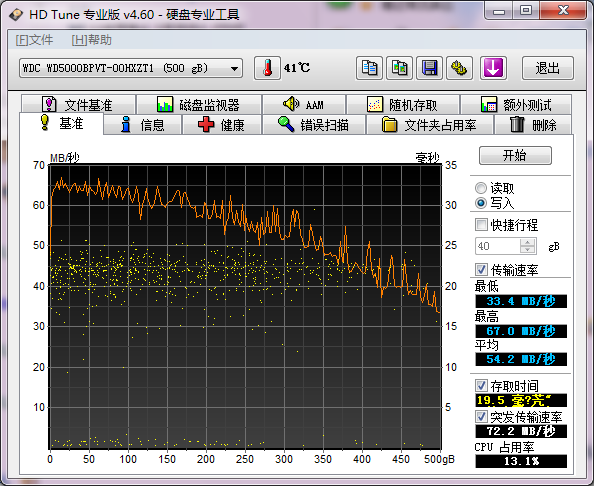 HD Tune 专业版 v4.60 - 硬盘专业工具
[F]文件 [H]帮助
WDC WD5000BPVT-00HXZT1 (500 gB) 41℃ 退出
文件基准 磁盘监视器 AAM 随机存取 额外测试
基准 信息 健康 错误扫描 文件夹占用率 删除
MB/秒 毫秒
70 35
60 30
50 25
40 20
30 15
20 10
10 5
0 50 100 150 200 250 300 350 400 450 500gB
开始
读取
写入
快捷行程
40 gB
传输速率
最低
33.4 MB/秒
最高
67.0 MB/秒
平均
54.2 MB/秒
存取时间
19.5 毫?
突发传输速率
72.2 MB/秒
CPU 占用率
13.1%